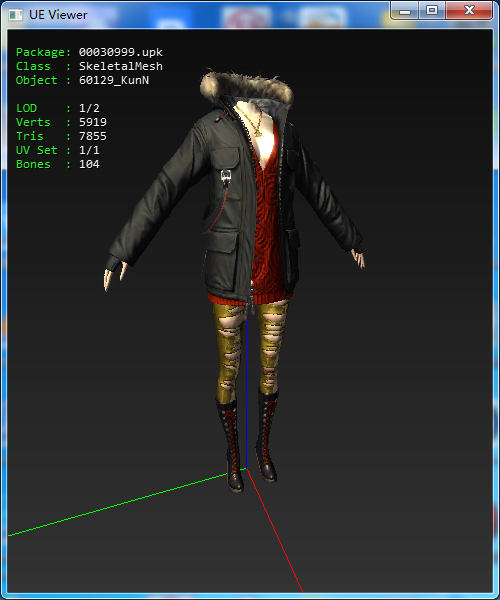 UE Viewer
Package: 00030999.upk
Class  : SkeletalMesh
Object : 60129_KunN
LOD    : 1/2
Verts  : 5919
Tris   : 7855
UV Set : 1/1
Bones  : 104